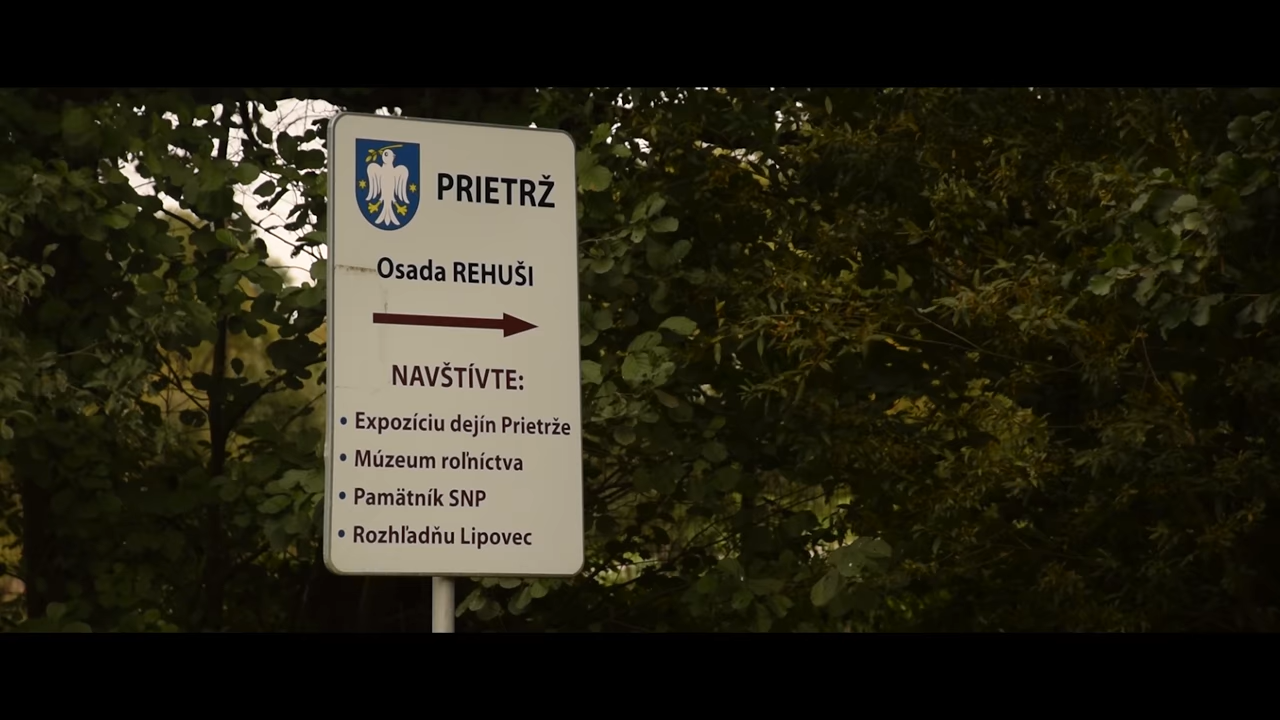 PRIETRŽ
Osada REHUŠI
NAVŠTÍVTE:
• Expozíciu dejín Prietrže
• Múzeum roľníctva
• Pamätník SNP
• Rozhľadňu Lipovec